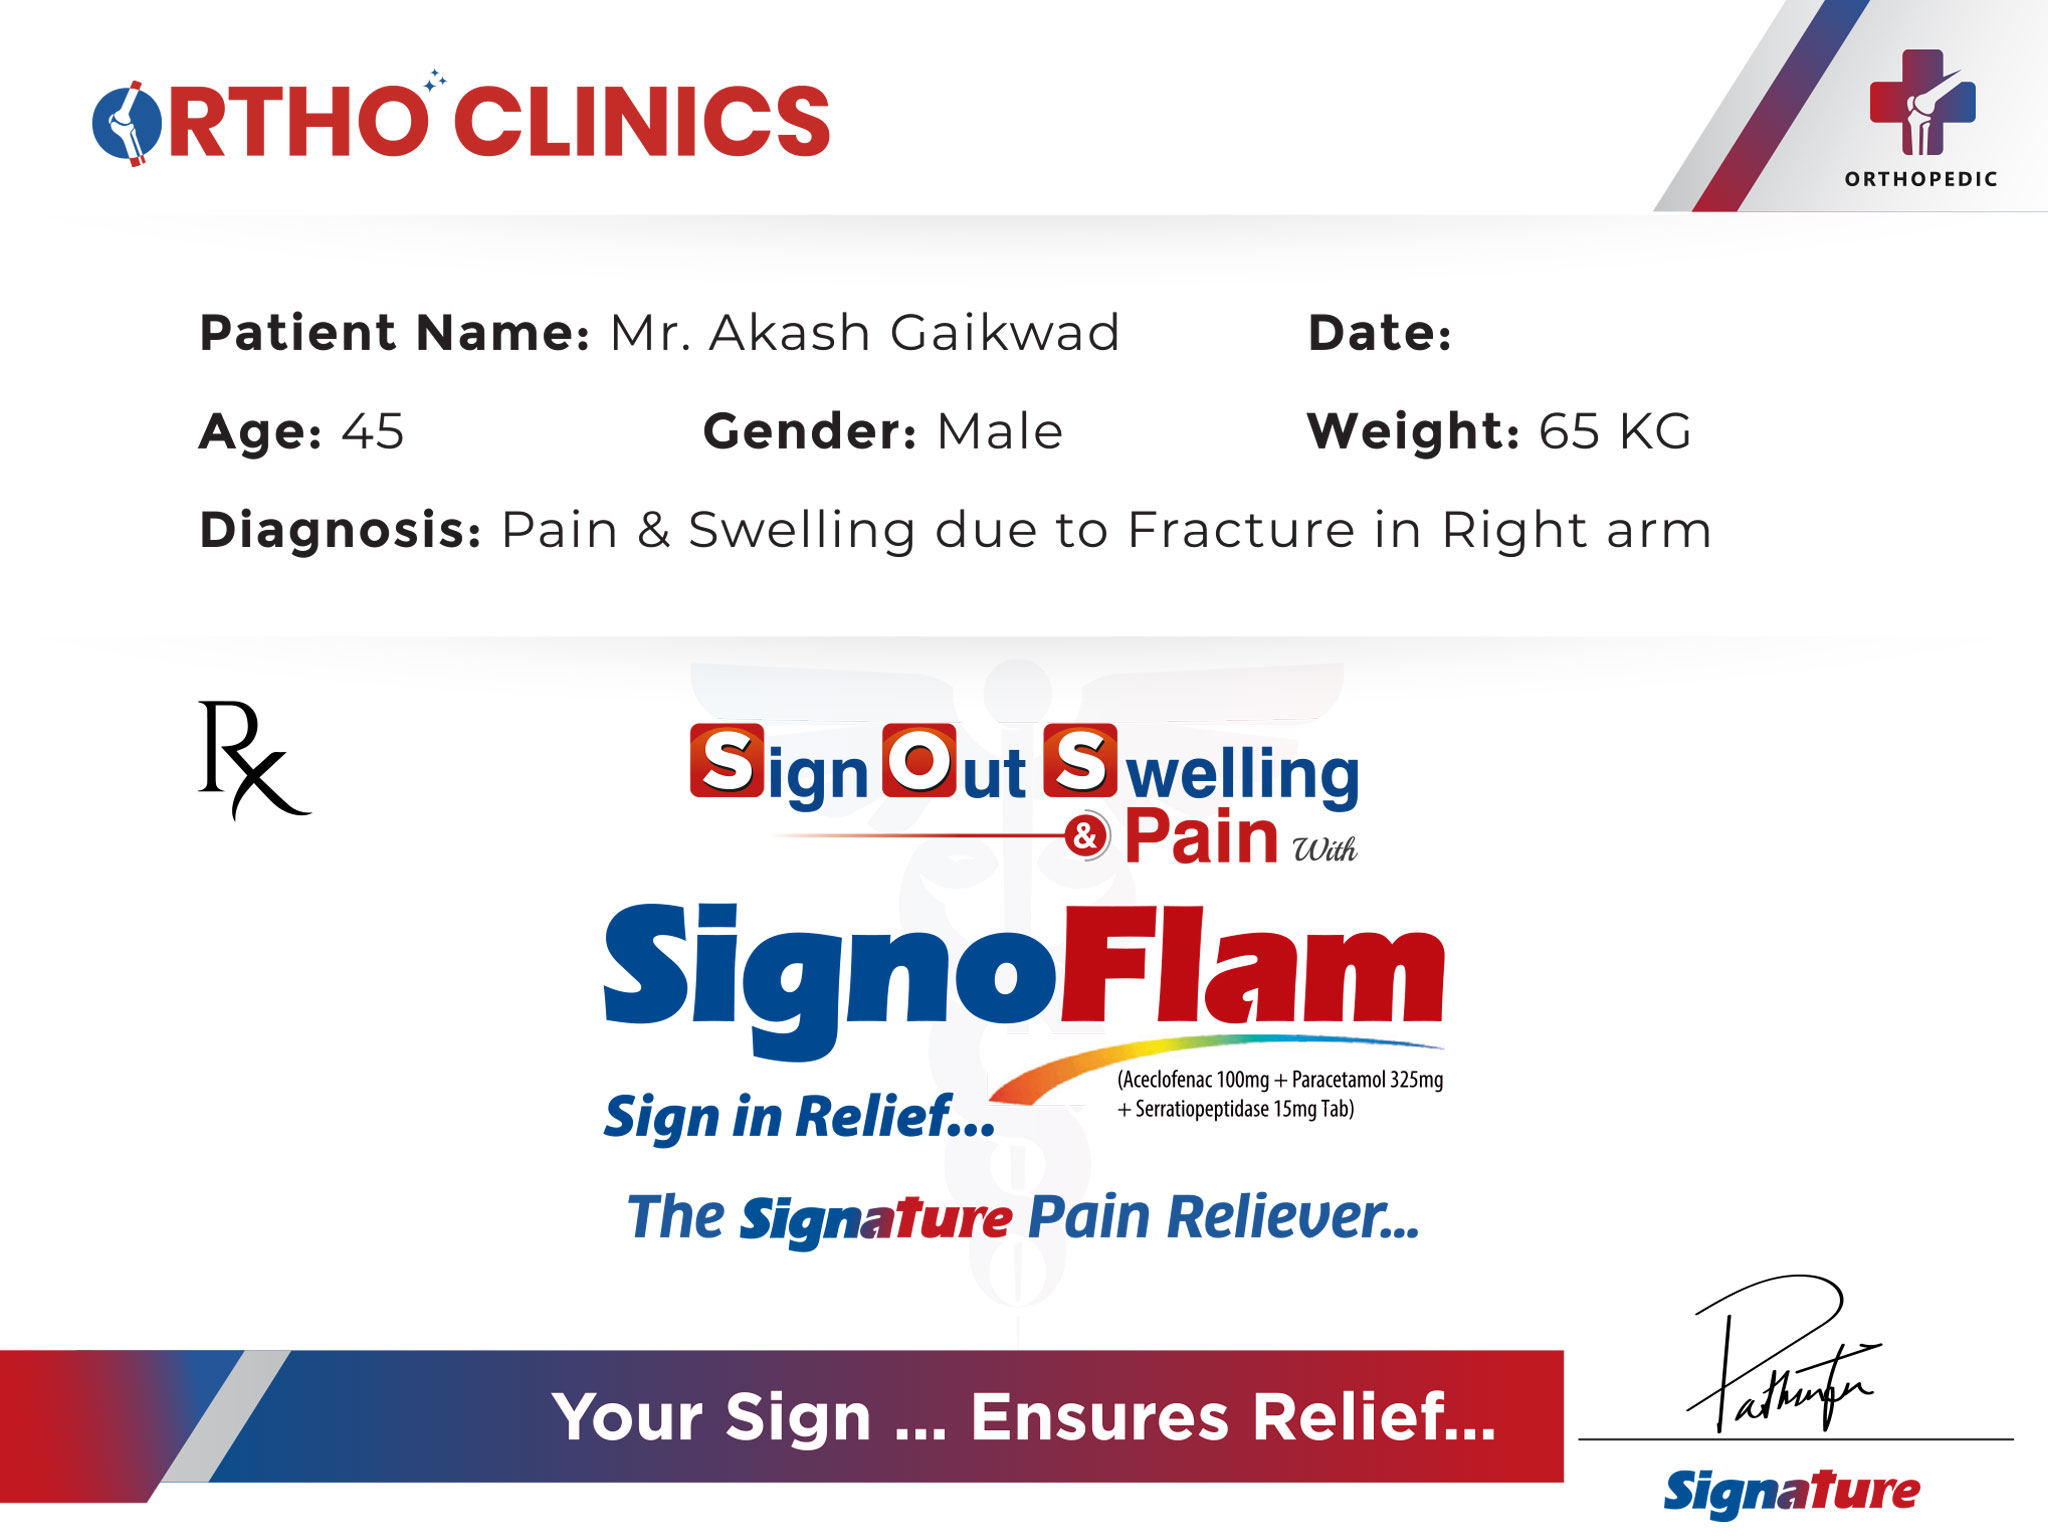 ORTHO CLINICS
ORTHOPEDIC
Patient Name: Mr. Akash Gaikwad Date:
Age: 45 Gender: Male Weight: 65 KG
Diagnosis: Pain & Swelling due to Fracture in Right arm
Rx
Sign Out Swelling
& Pain With
SignoFlam
(Aceclofenac 100mg + Paracetamol 325mg
+ Serratiopeptidase 15mg Tab)
Sign in Relief...
The Signature Pain Reliever...
Your Sign ... Ensures Relief...
Signature